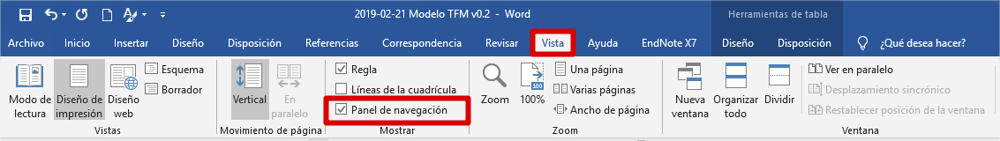 2019-02-21 Modelo TFM v0.2 - Word
Herramientas de tabla
Archivo Inicio Insertar Diseño Disposición Referencias Correspondencia Revisar Vista Ayuda EndNote X7 Diseño Disposición ¿Qué desea hacer?
Modo de
lectura
Diseño de
impresión
Diseño
web
Esquema
Borrador
Vistas
Vertical
En
paralelo
Movimiento de página
Regla
Líneas de la cuadrícula
Panel de navegación
Mostrar
Zoom
100
100%
Una página
Varias páginas
Ancho de página
Zoom
Nueva
ventana
Organizar
todo
Dividir
Ver en paralelo
Desplazamiento sincrónico
Restablecer posición de la ventana
Ventana